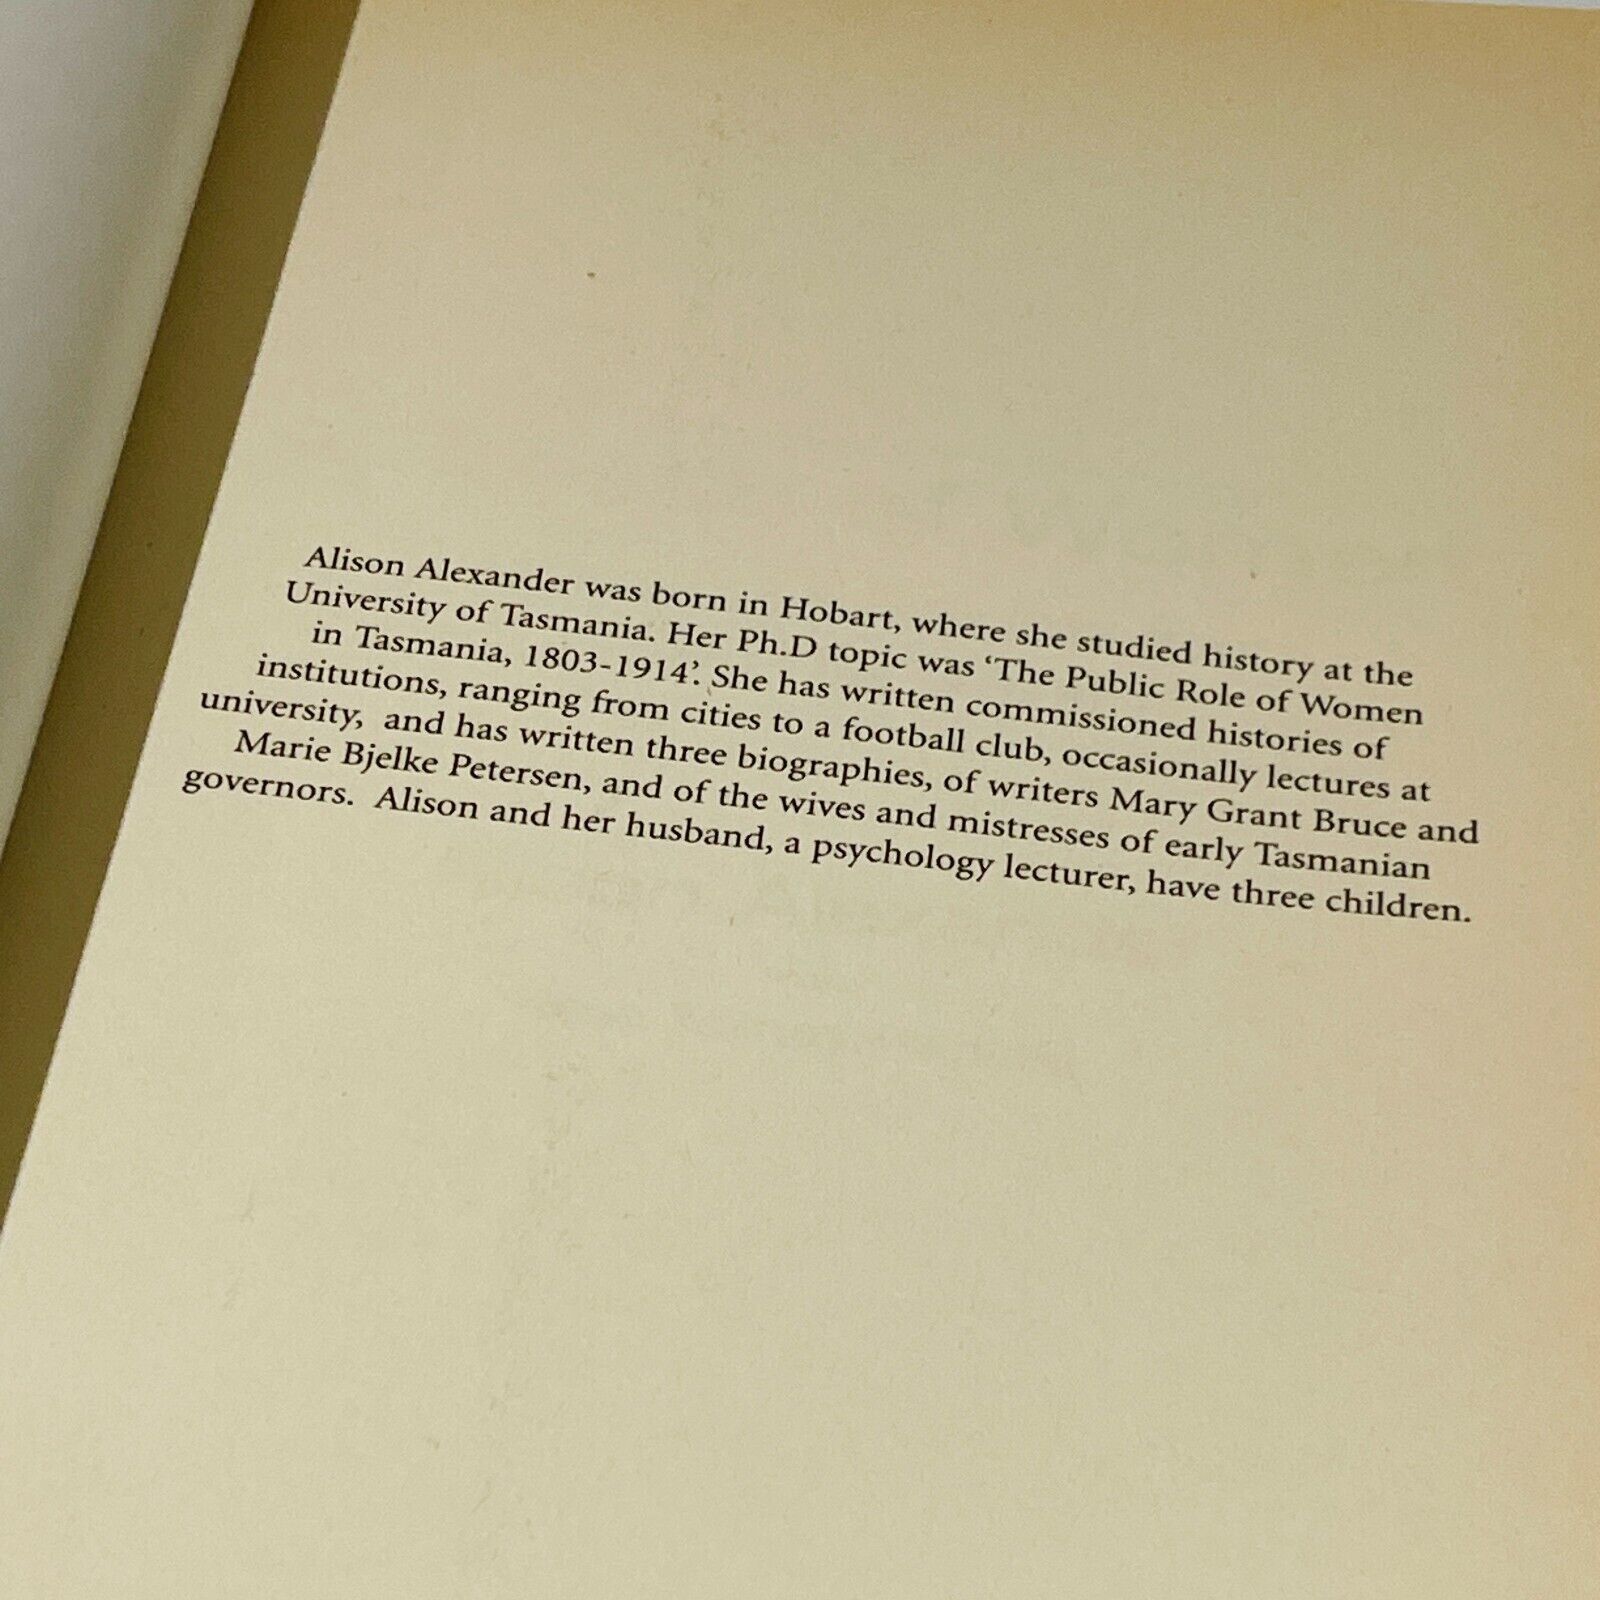 Alison Alexander was born in Hobart, where she studied history at the
University of Tasmania. Her Ph.D topic was ‘The Public Role of Women
in Tasmania, 1803-1914’. She has written commissioned histories of
institutions, ranging from cities to a football club, occasionally lectures at
university, and has written three biographies, of writers Mary Grant Bruce and
Marie Bjelke Petersen, and of the wives and mistresses of early Tasmanian
governors. Alison and her husband, a psychology lecturer, have three children.